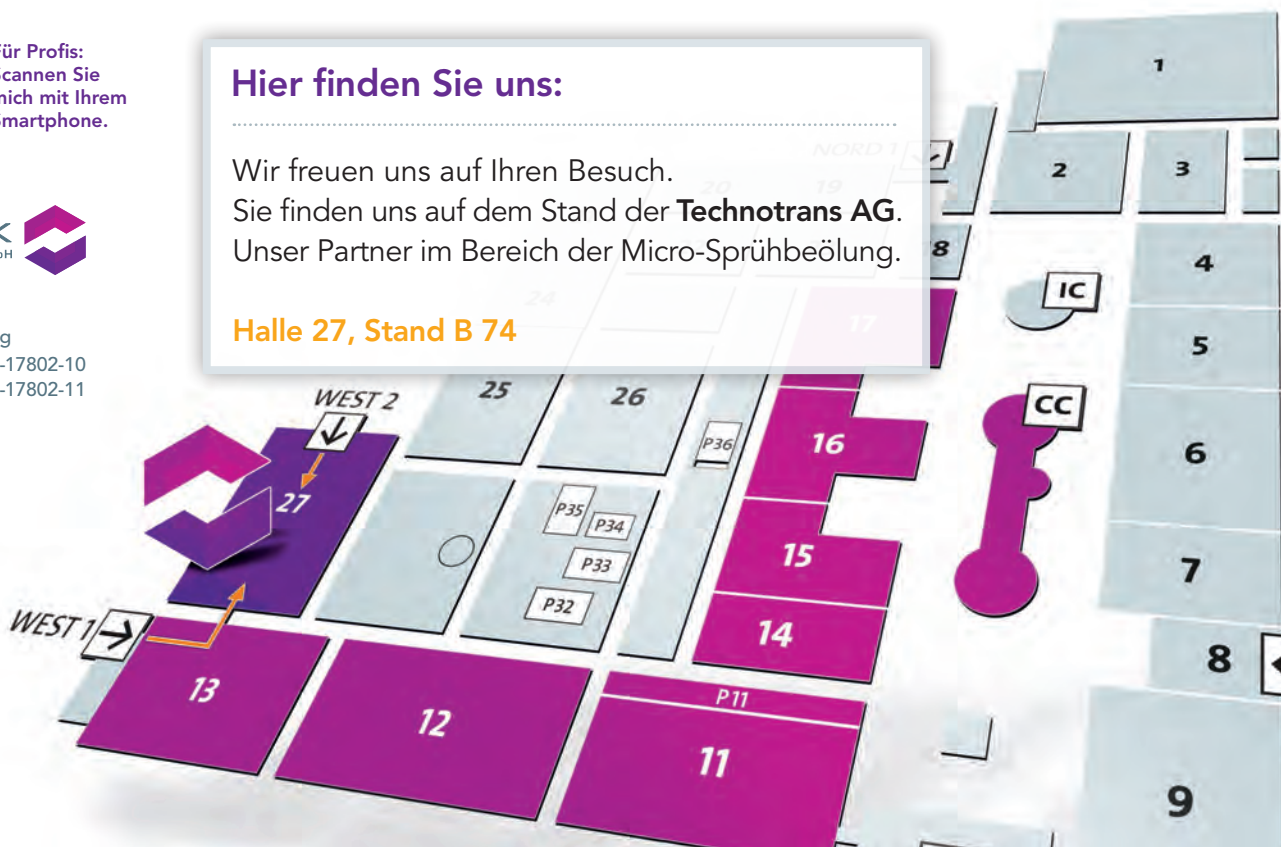 Für Profis:
Scannen Sie
mich mit Ihrem
Smartphone.
Hier finden Sie uns:
Wir freuen uns auf Ihren Besuch.
Sie finden uns auf dem Stand der Technotrans AG.
Unser Partner im Bereich der Micro-Sprühbeölung.
Halle 27, Stand B 74
-17802-10
-17802-11
NORD 1
1
2
3
20
19
18
4
IC
24
17
5
WEST 2
25
26
CC
P36
16
6
27
P35
P34
P33
P32
15
7
WEST 1
14
8
13
12
P11
11
9